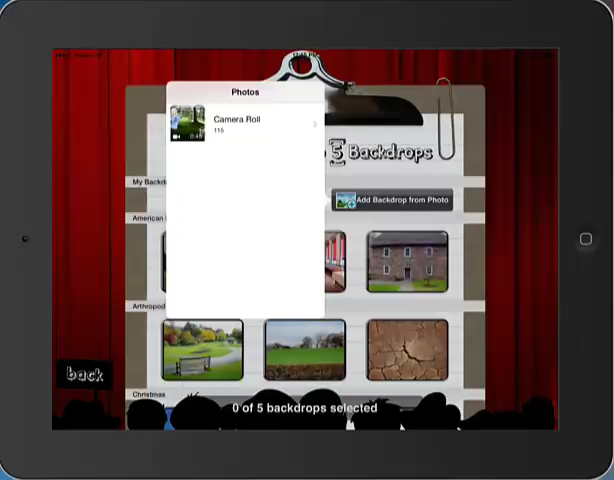 Photos
Camera Roll
115
5 Backdrops
My Backd
Add Backdrop from Photo
American
Arthropod
back
Christmas
0 of 5 backdrops selected